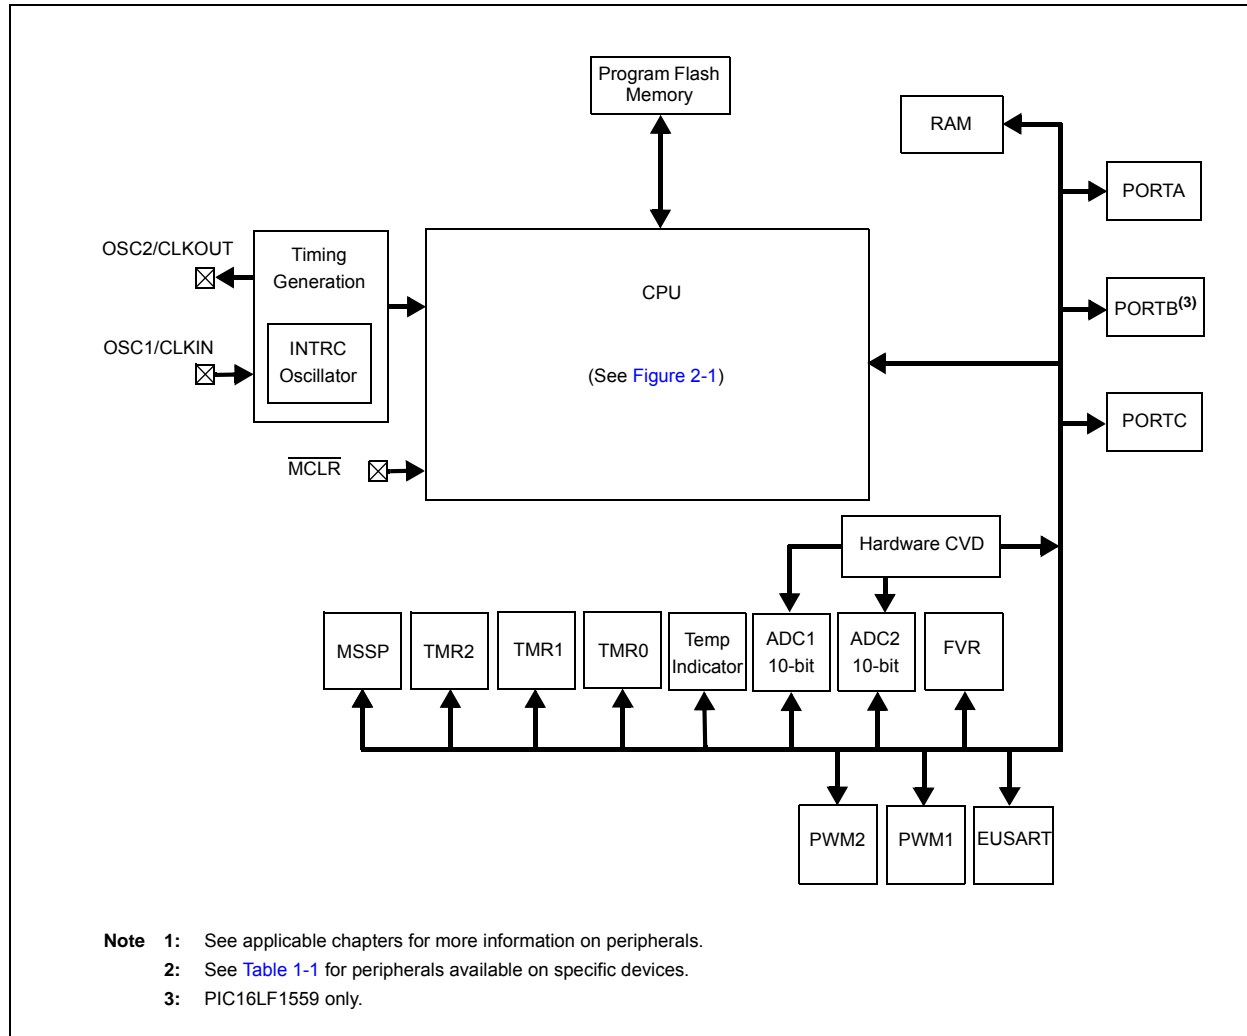 Program Flash
Memory
RAM
PORTA
OSC2/CLKOUT
Timing
Generation
CPU
PORTB(3)
OSC1/CLKIN
INTRC
Oscillator
(See Figure 2-1)
PORTC
MCLR
Hardware CVD
MSSP
TMR2
TMR1
TMR0
Temp
Indicator
ADC1
10-bit
ADC2
10-bit
FVR
PWM2
PWM1
EUSART
Note 1: See applicable chapters for more information on peripherals.
2: See Table 1-1 for peripherals available on specific devices.
3: PIC16LF1559 only.